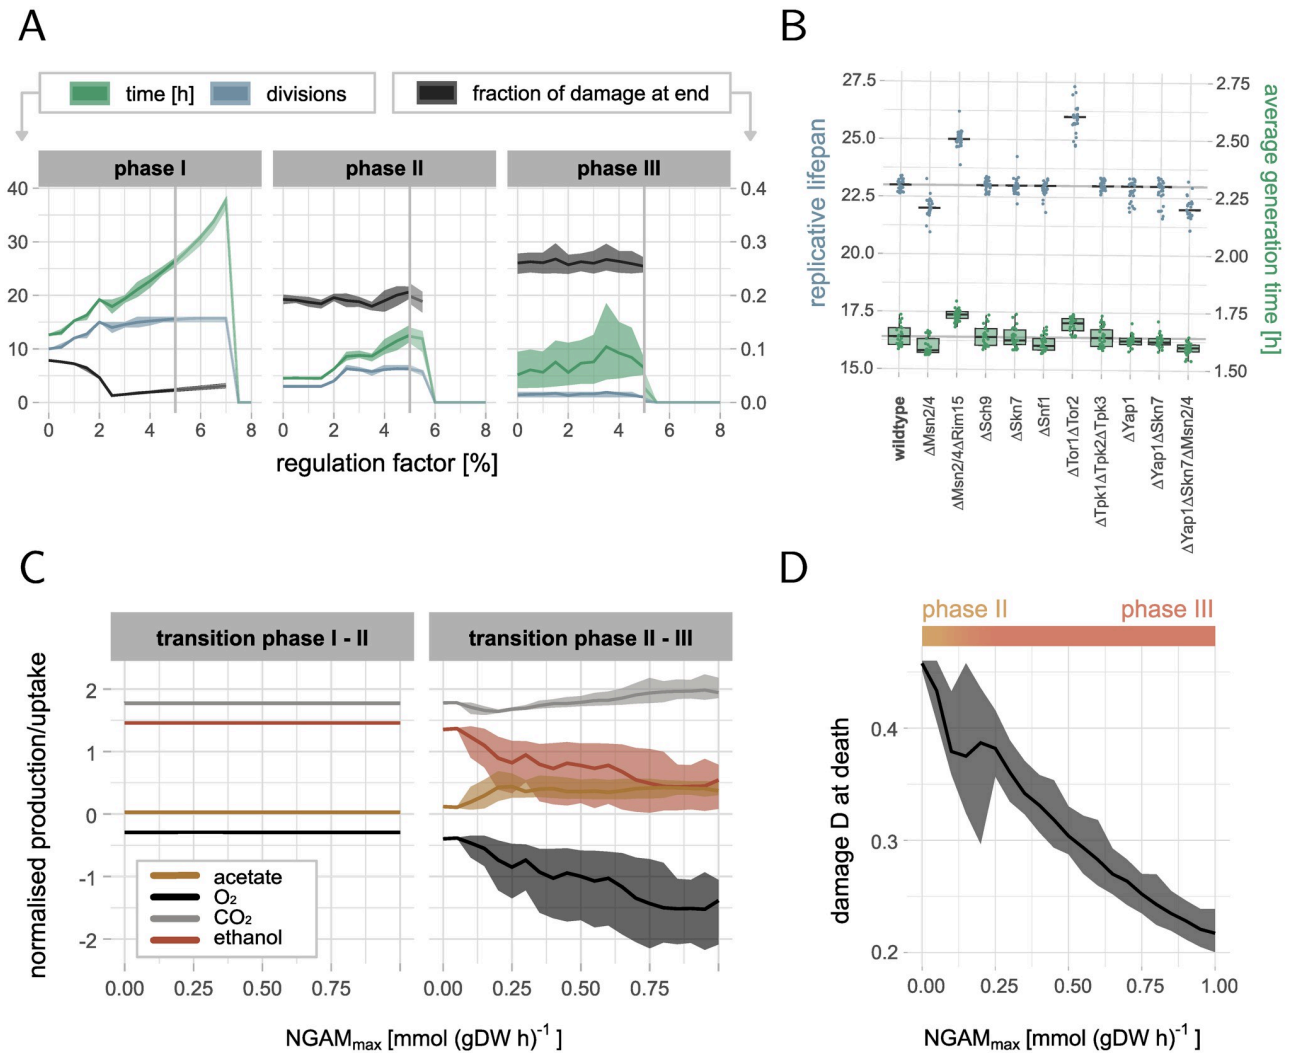 A
time [h]
divisions
fraction of damage at end
phase I
phase II
phase III
40
30
20
10
0
0.4
0.3
0.2
0.1
0.0
0 2 4 6 8
0 2 4 6 8
0 2 4 6 8
regulation factor [%]
B
replicative lifepan
27.5
25.0
22.5
20.0
17.5
15.0
2.75
2.50
2.25
2.00
1.75
1.50
average generation time [h]
wildtype
ΔMsn2/4
ΔMsn2/4ΔRim15
ΔSch9
ΔSkn7
ΔSnf1
ΔTor1ΔTor2
ΔTpk1ΔTpk2ΔTpk3
ΔYap1
ΔYap1ΔSkn7
ΔYap1ΔSkn7ΔMsn2/4
C
transition phase I - II
transition phase II - III
normalised production/uptake
2
1
0
-1
-2
acetate
O₂
CO₂
ethanol
0.00 0.25 0.50 0.75
0.00 0.25 0.50 0.75
NGAMmax [mmol (gDW h)⁻¹ ]
D
phase II
phase III
damage D at death
0.4
0.3
0.2
0.00 0.25 0.50 0.75 1.00
NGAMmax [mmol (gDW h)⁻¹ ]